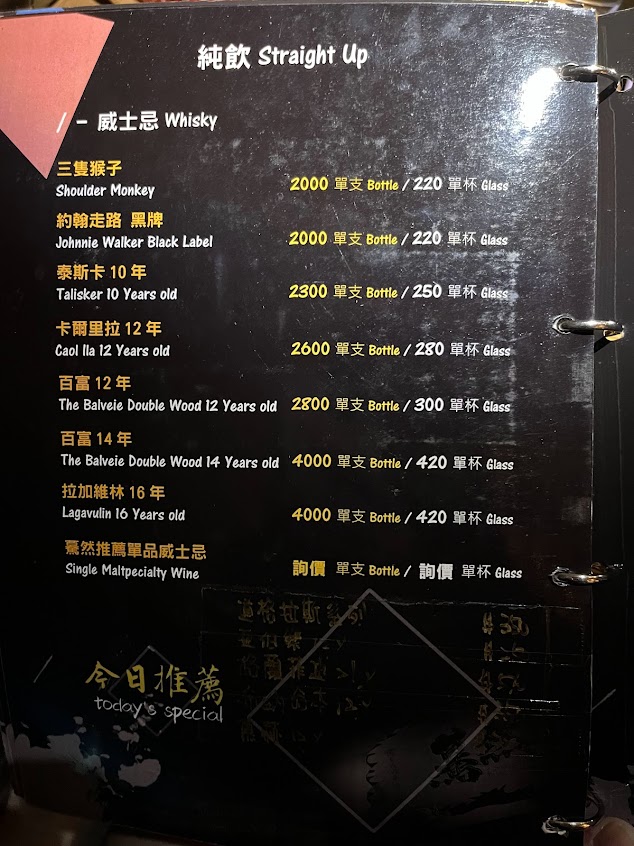 純飲 Straight Up
/ - 威士忌 Whisky
三隻猴子
Shoulder Monkey
2000 單支 Bottle / 220 單杯 Glass
約翰走路 黑牌
Johnnie Walker Black Label
2000 單支 Bottle / 220 單杯 Glass
泰斯卡 10 年
Talisker 10 Years old
2300 單支 Bottle / 250 單杯 Glass
卡爾里拉 12 年
Caol Ila 12 Years old
2600 單支 Bottle / 280 單杯 Glass
百富 12 年
The Balveie Double Wood 12 Years old
2800 單支 Bottle / 300 單杯 Glass
百富 14 年
The Balveie Double Wood 14 Years old
4000 單支 Bottle / 420 單杯 Glass
拉加維林 16 年
Lagavulin 16 Years old
4000 單支 Bottle / 420 單杯 Glass
驀然推薦單品威士忌
Single Maltpecialty Wine
詢價 單支 Bottle / 詢價 單杯 Glass
今日推薦
today's special